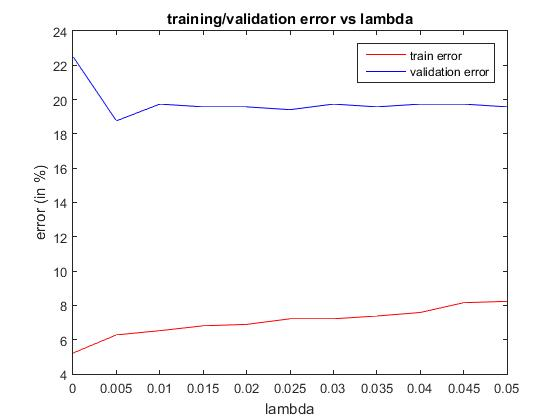 training/validation error vs lambda
train error
validation error
error (in %)
24
22
20
18
16
14
12
10
8
6
4
0 0.005 0.01 0.015 0.02 0.025 0.03 0.035 0.04 0.045 0.05
lambda